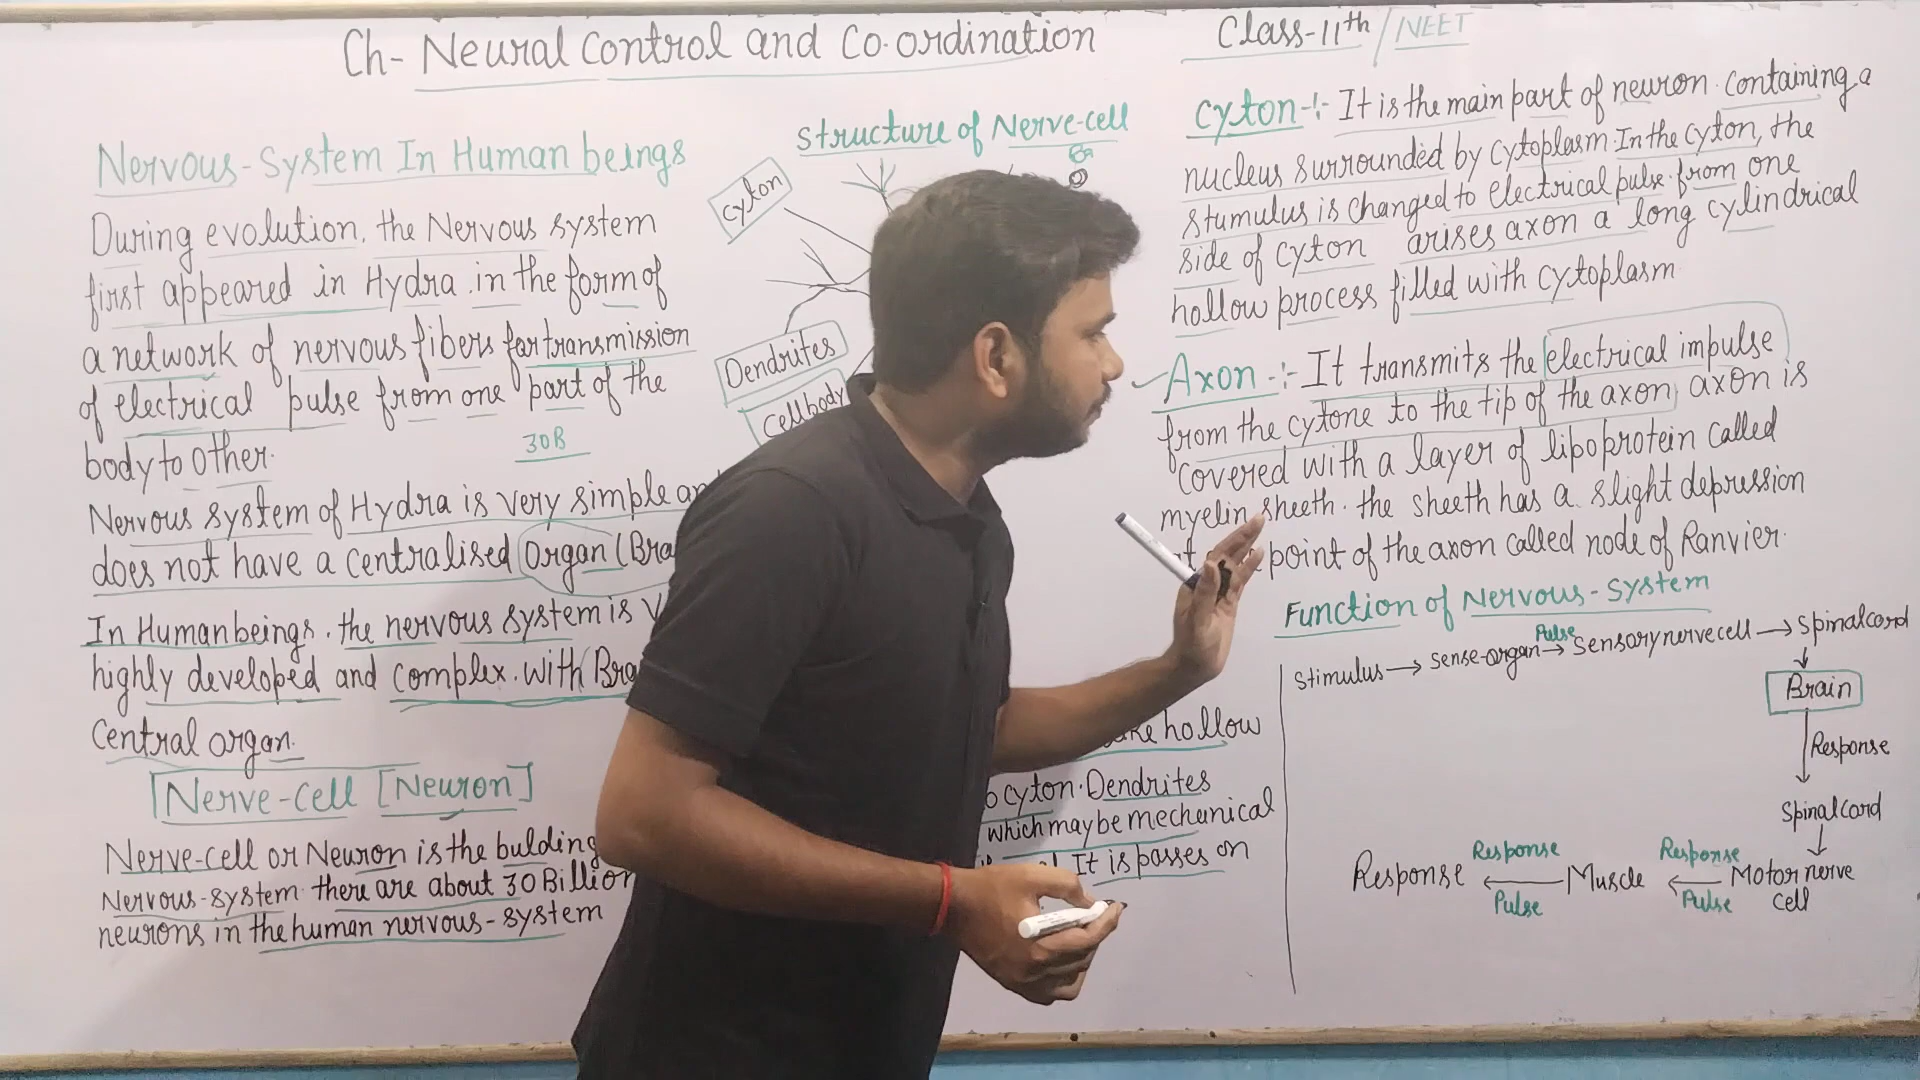 Ch- Neural Control and Co-ordination
Class-11th / NEET
Nervous-System In Human beings
During evolution, the Nervous system
first appeared in Hydra in the form of
a network of nervous fibers for transmission
of electrical pulse from one part of the
body to other.
30B
Nervous system of Hydra is very simple an
does not have a centralised organ (Bra
In Human beings, the nervous system is v
highly developed and complex with Bra
Central organ.
Nerve-cell [Neuron]
Nerve-cell or Neuron is the bulding
Nervous-system there are about 30 Billion
neurons in the human nervous-system
Structure of Nerve-cell
cyton
Dendrites
cell body
hollow
cyton. Dendrites
which may be mechanical
It is passes on
Cyton -:- It is the main part of neuron containing a
nucleus surrounded by cytoplasm. In the cyton, the
stumulus is changed to electrical pulse. from one
side of cyton arises axon a long cylindrical
hollow process filled with cytoplasm
Axon -:- It transmits the electrical impulse
from the cytone to the tip of the axon, axon is
covered with a layer of lipoprotein called
myelin sheeth. the sheeth has a slight depression
point of the axon called node of Ranvier.
Function of Nervous-System
Stimulus → sense-organ Pulse → Sensory nerve cell → Spinal cord
Brain
Response
Spinal cord
Response ← Response Pulse Muscle ← Response Pulse Motor nerve
cell